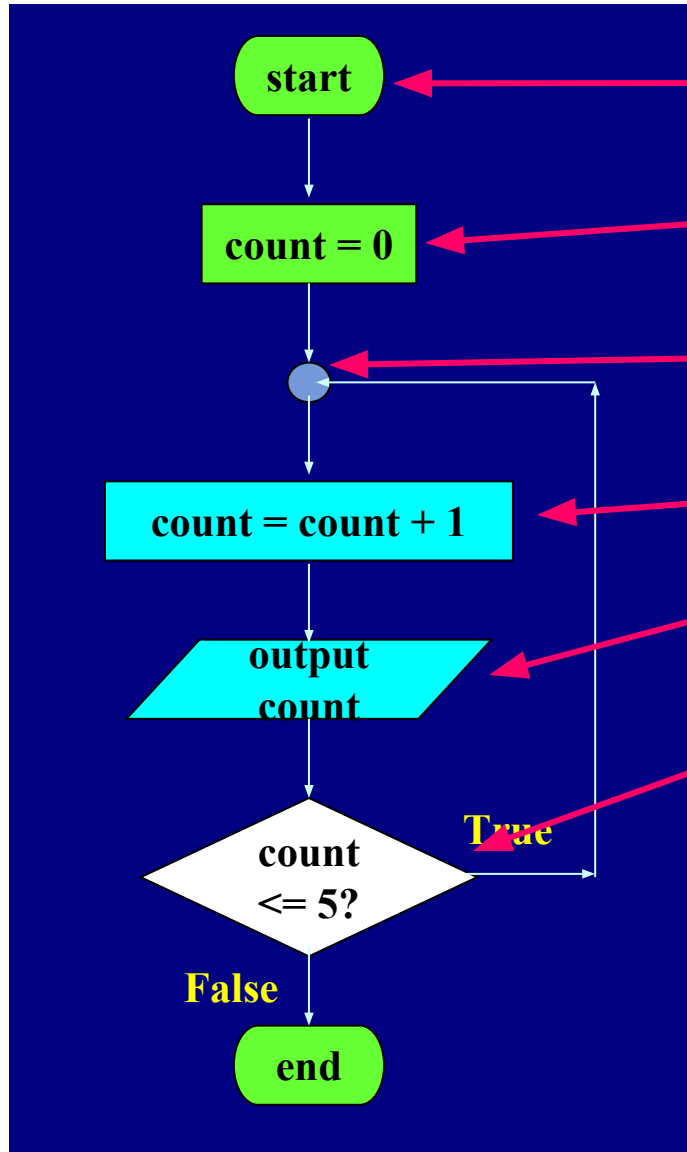 start
count = 0
count = count + 1
output
count
True
count
<= 5?
False
end